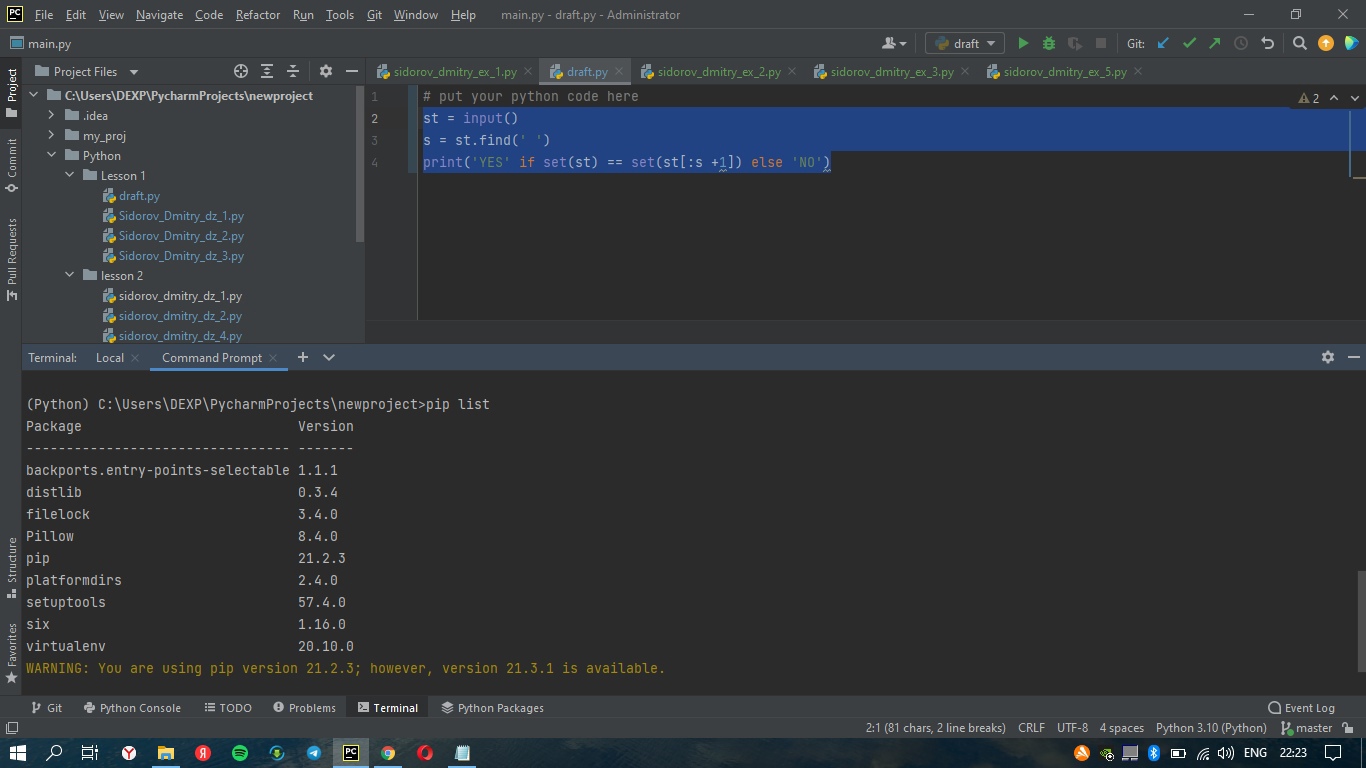 PC File Edit View Navigate Code Refactor Run Tools Git Window Help main.py - draft.py - Administrator
main.py draft Git:
Project Files
sidorov_dmitry_ex_1.py draft.py sidorov_dmitry_ex_2.py sidorov_dmitry_ex_3.py sidorov_dmitry_ex_5.py
Project
Commit
Pull Requests
Structure
Favorites
C:\Users\DEXP\PycharmProjects\newproject
.idea
my_proj
Python
Lesson 1
draft.py
Sidorov_Dmitry_dz_1.py
Sidorov_Dmitry_dz_2.py
Sidorov_Dmitry_dz_3.py
lesson 2
sidorov_dmitry_dz_1.py
sidorov_dmitry_dz_2.py
sidorov_dmitry_dz_4.py
1 # put your python code here
2 st = input()
3 s = st.find(' ')
4 print('YES' if set(st) == set(st[:s +1]) else 'NO')
2
Terminal: Local Command Prompt
(Python) C:\Users\DEXP\PycharmProjects\newproject>pip list
Package Version
--------------------------------- -------
backports.entry-points-selectable 1.1.1
distlib 0.3.4
filelock 3.4.0
Pillow 8.4.0
pip 21.2.3
platformdirs 2.4.0
setuptools 57.4.0
six 1.16.0
virtualenv 20.10.0
WARNING: You are using pip version 21.2.3; however, version 21.3.1 is available.
Git Python Console TODO Problems Terminal Python Packages Event Log
2:1 (81 chars, 2 line breaks) CRLF UTF-8 4 spaces Python 3.10 (Python) master
Y Я PC ENG 22:23